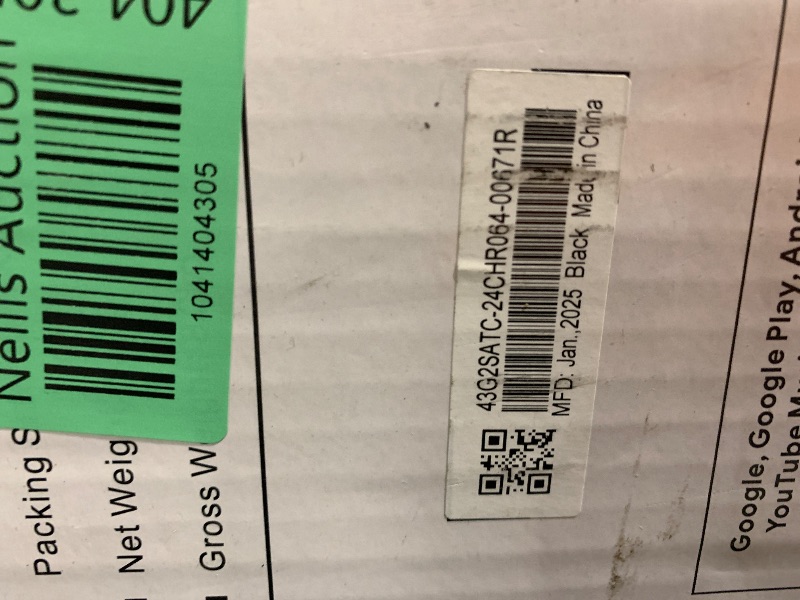 Nellis Auction
1041404305
Packing S
Net Weig
Gross W
43G2SATC-24CHR064-00671R
MFD: Jan.,2025 Black Made in China
Google, Google Play, Andr
YouTube M